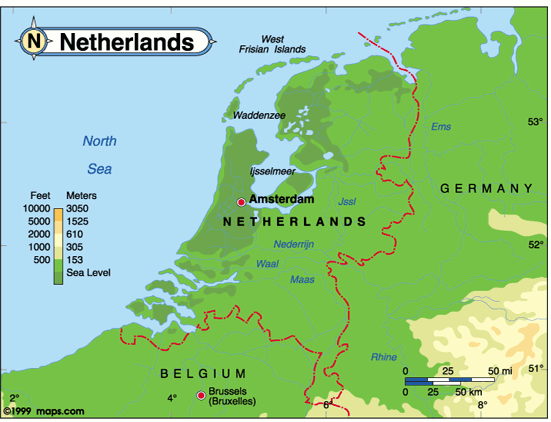 N
Netherlands
West
Frisian Islands
Waddenzee
North
Sea
Ems
53°
Ijsselmeer
Amsterdam
GERMANY
Jssl
NETHERLANDS
Feet Meters
10000 3050
5000 1525
2000 610
1000 305
500 153
Sea Level
Nederrijn
52°
Waal
Maas
Rhine
BELGIUM
0 25 50 mi
0 25 50 km
51°
2° 4° 6° 8°
Brussels
(Bruxelles)
©1999 maps.com